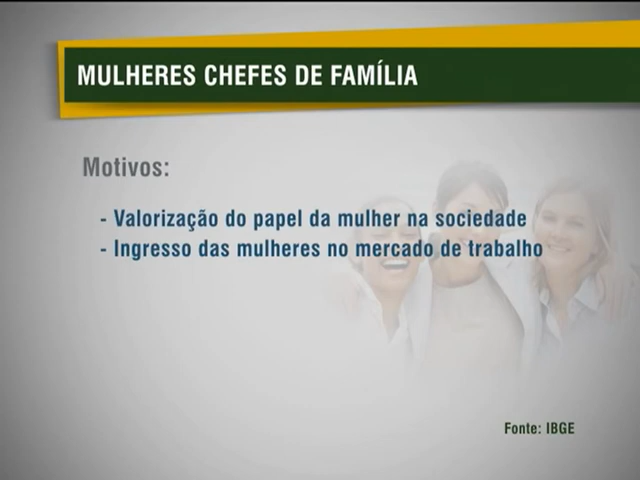 MULHERES CHEFES DE FAMÍLIA
Motivos:
- Valorização do papel da mulher na sociedade
- Ingresso das mulheres no mercado de trabalho
Fonte: IBGE